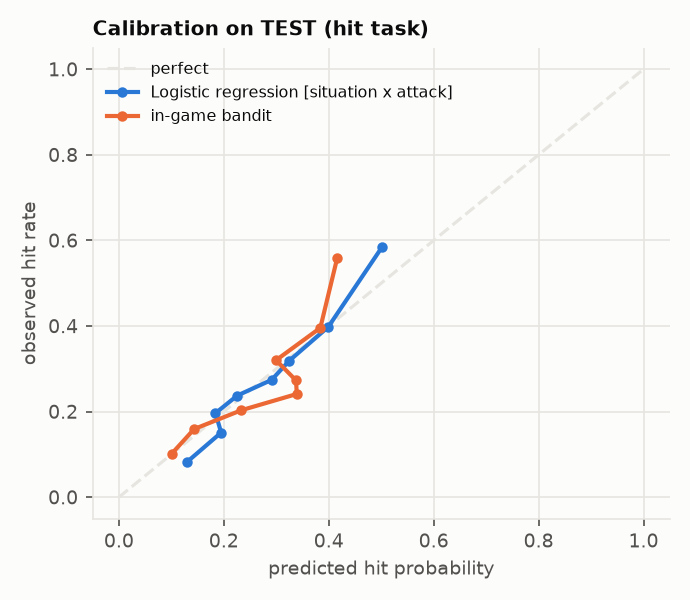 Calibration on TEST (hit task)
perfect
Logistic regression [situation x attack]
in-game bandit
1.0
0.8
0.6
0.4
0.2
0.0
observed hit rate
0.0 0.2 0.4 0.6 0.8 1.0
predicted hit probability